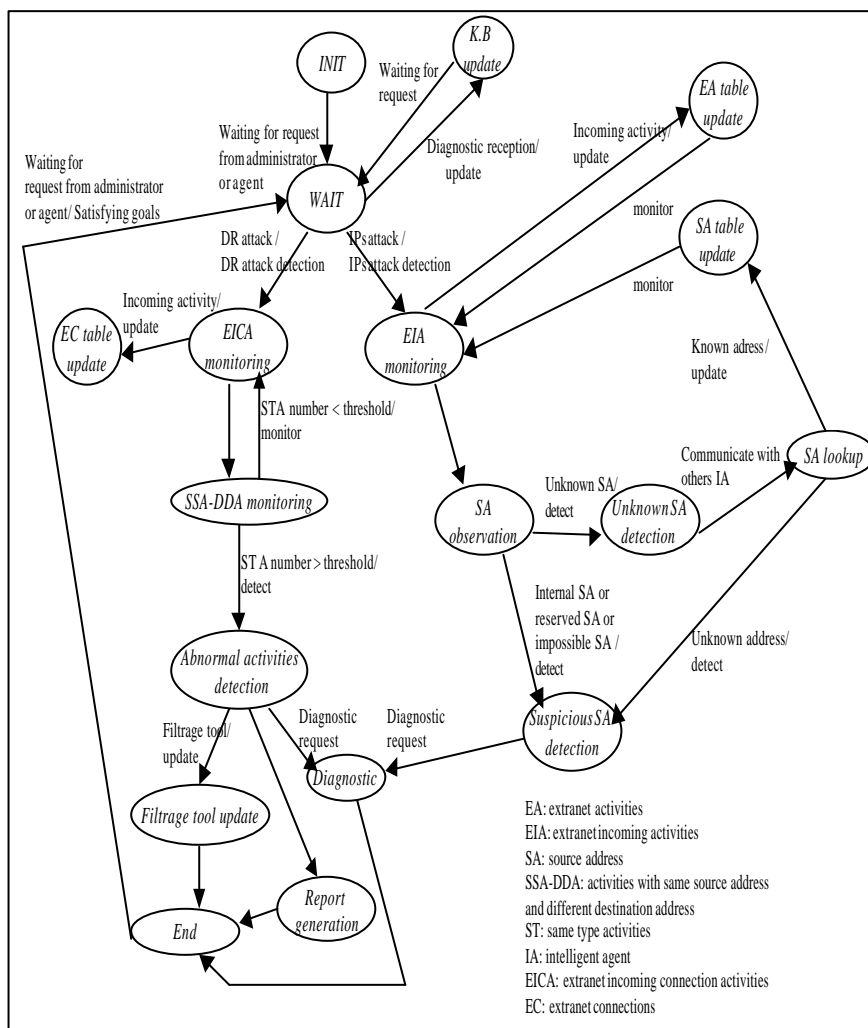 K.B
update
INIT
Waiting for
request
EA table
update
Waiting for request
from administrator
or agent
Incoming activity/
update
Diagnostic reception/
update
Waiting for
request from administrator
or agent/ Satisfying goals
WAIT
monitor
SA table
update
DR attack /
DR attack detection
IPs attack /
IPs attack detection
monitor
Incoming activity/
update
EC table
update
EICA
monitoring
EIA
monitoring
Known adress/
update
STA number < threshold/
monitor
Communicate with
others IA
SA lookup
SSA-DDA monitoring
Unknown SA/
detect
SA
observation
Unknown SA
detection
STA number > threshold/
detect
Internal SA or
reserved SA or
impossible SA /
detect
Unknown address/
detect
Abnormal activities
detection
Filtrage tool/
update
Diagnostic
request
Diagnostic
request
Suspicious SA
detection
Diagnostic
Filtrage tool update
Report
generation
End
EA: extranet activities
EIA: extranet incoming activities
SA: source address
SSA-DDA: activities with same source address
and different destination address
ST: same type activities
IA: intelligent agent
EICA: extranet incoming connection activities
EC: extranet connections